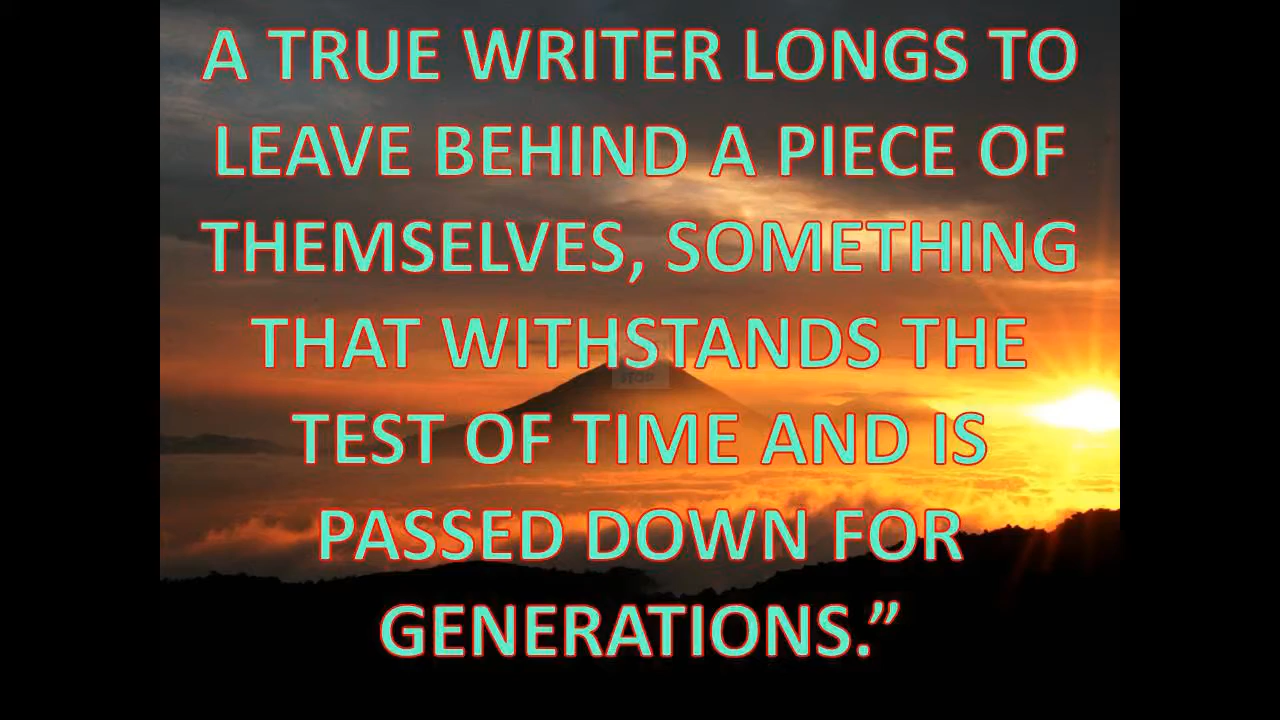 A TRUE WRITER LONGS TO
LEAVE BEHIND A PIECE OF
THEMSELVES, SOMETHING
THAT WITHSTANDS THE
TEST OF TIME AND IS
PASSED DOWN FOR
GENERATIONS.”